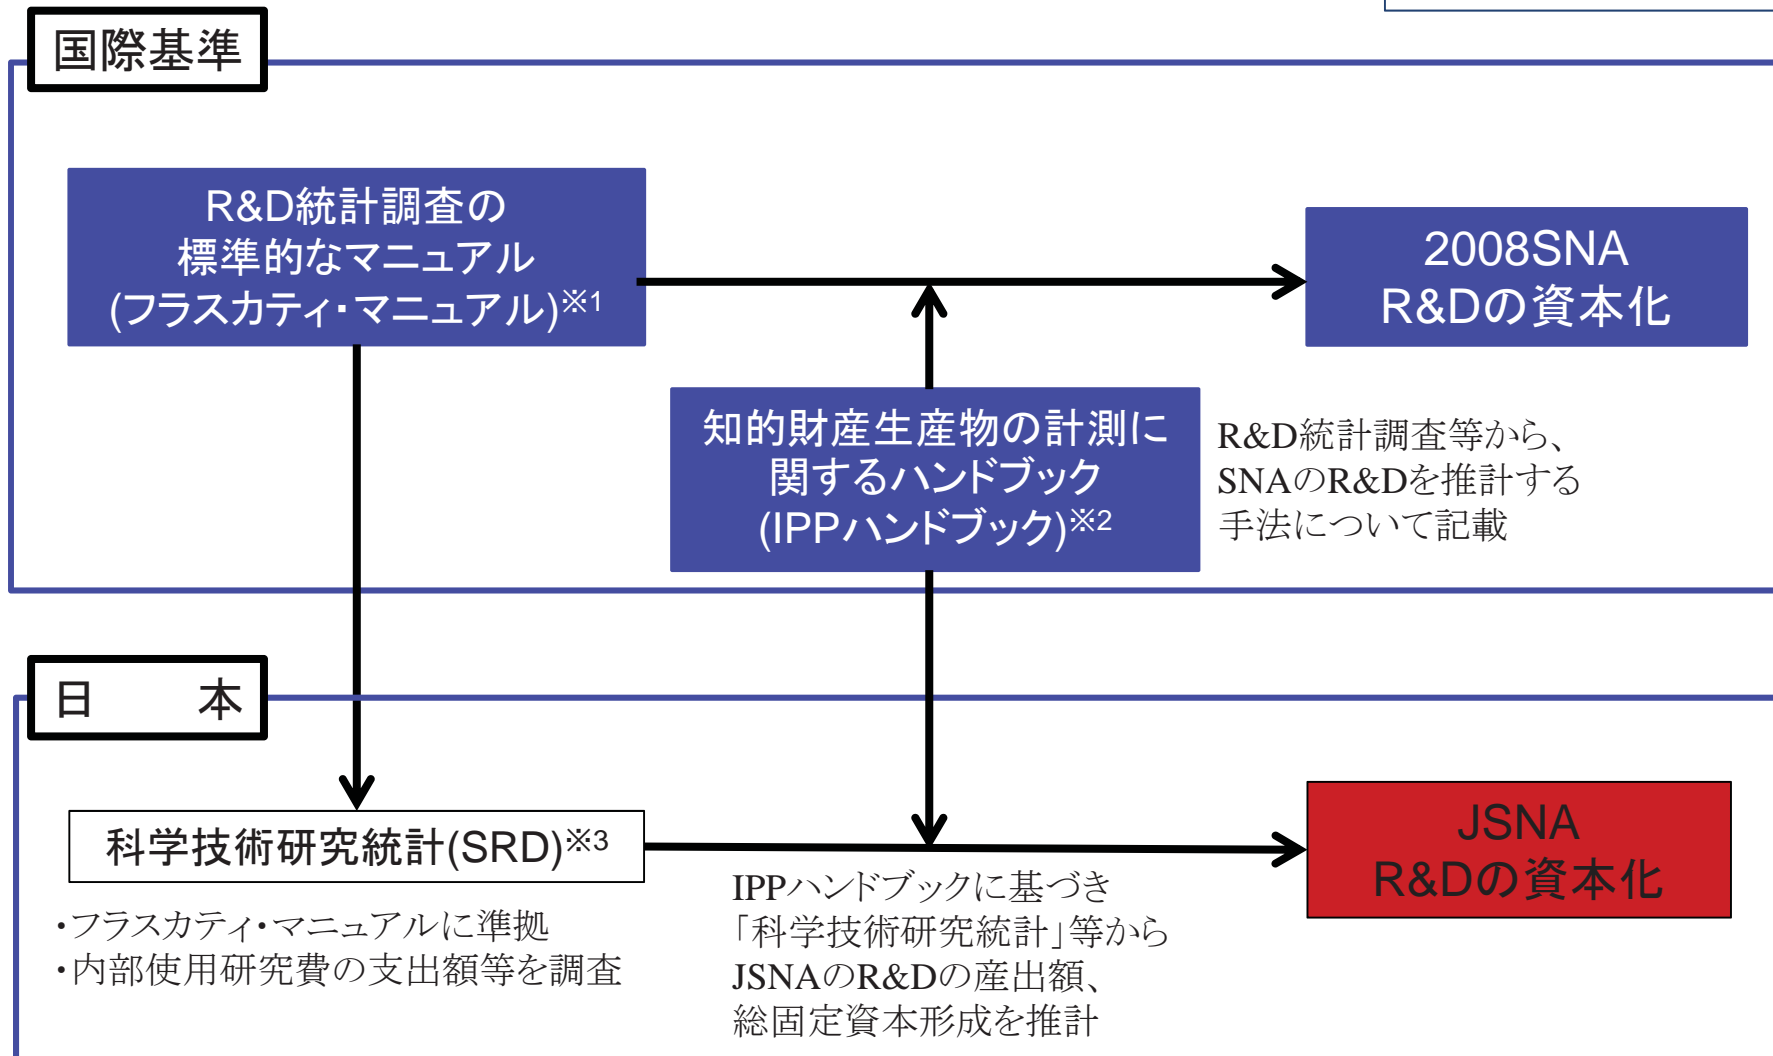 国際基準
R&D統計調査の
標準的なマニュアル
(フラスカティ・マニュアル)※1
2008SNA
R&Dの資本化
知的財産生産物の計測に
関するハンドブック
(IPPハンドブック)※2
R&D統計調査等から、
SNAのR&Dを推計する
手法について記載
日　　本
科学技術研究統計(SRD)※3
・フラスカティ・マニュアルに準拠
・内部使用研究費の支出額等を調査
IPPハンドブックに基づき
「科学技術研究統計」等から
JSNAのR&Dの産出額、
総固定資本形成を推計
JSNA
R&Dの資本化